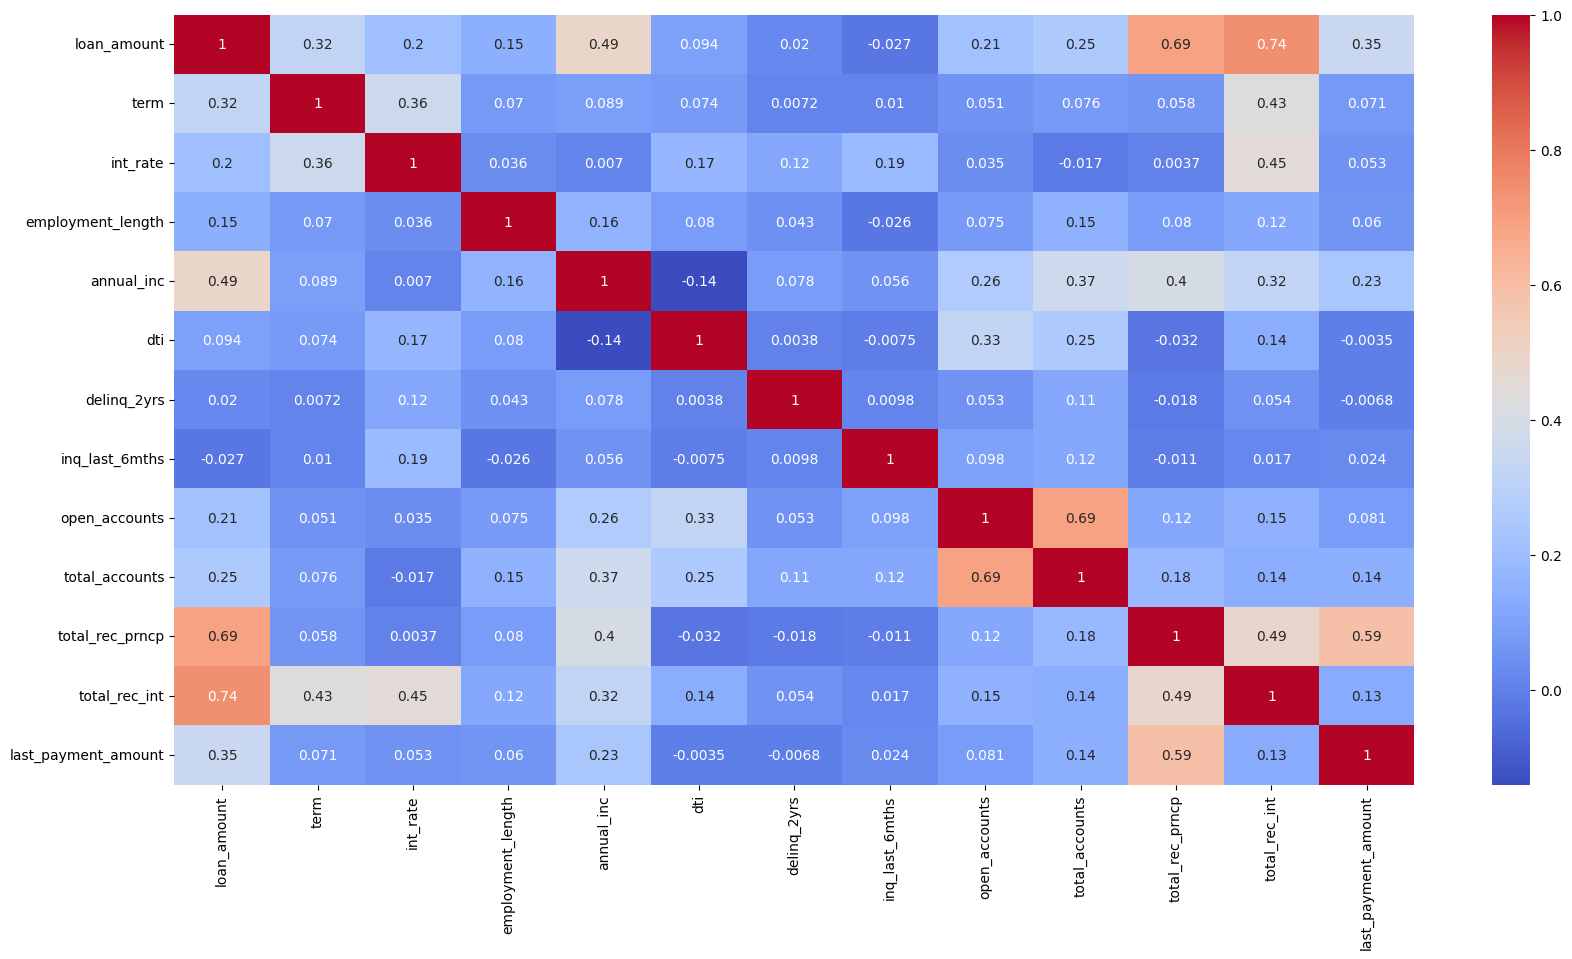 loan_amount 1 0.32 0.2 0.15 0.49 0.094 0.02 -0.027 0.21 0.25 0.69 0.74 0.35
term 0.32 1 0.36 0.07 0.089 0.074 0.0072 0.01 0.051 0.076 0.058 0.43 0.071
int_rate 0.2 0.36 1 0.036 0.007 0.17 0.12 0.19 0.035 -0.017 0.0037 0.45 0.053
employment_length 0.15 0.07 0.036 1 0.16 0.08 0.043 -0.026 0.075 0.15 0.08 0.12 0.06
annual_inc 0.49 0.089 0.007 0.16 1 -0.14 0.078 0.056 0.26 0.37 0.4 0.32 0.23
dti 0.094 0.074 0.17 0.08 -0.14 1 0.0038 -0.0075 0.33 0.25 -0.032 0.14 -0.0035
delinq_2yrs 0.02 0.0072 0.12 0.043 0.078 0.0038 1 0.0098 0.053 0.11 -0.018 0.054 -0.0068
inq_last_6mths -0.027 0.01 0.19 -0.026 0.056 -0.0075 0.0098 1 0.098 0.12 -0.011 0.017 0.024
open_accounts 0.21 0.051 0.035 0.075 0.26 0.33 0.053 0.098 1 0.69 0.12 0.15 0.081
total_accounts 0.25 0.076 -0.017 0.15 0.37 0.25 0.11 0.12 0.69 1 0.18 0.14 0.14
total_rec_prncp 0.69 0.058 0.0037 0.08 0.4 -0.032 -0.018 -0.011 0.12 0.18 1 0.49 0.59
total_rec_int 0.74 0.43 0.45 0.12 0.32 0.14 0.054 0.017 0.15 0.14 0.49 1 0.13
last_payment_amount 0.35 0.071 0.053 0.06 0.23 -0.0035 -0.0068 0.024 0.081 0.14 0.59 0.13 1
loan_amount
term
int_rate
employment_length
annual_inc
dti
delinq_2yrs
inq_last_6mths
open_accounts
total_accounts
total_rec_prncp
total_rec_int
last_payment_amount
1.0
0.8
0.6
0.4
0.2
0.0